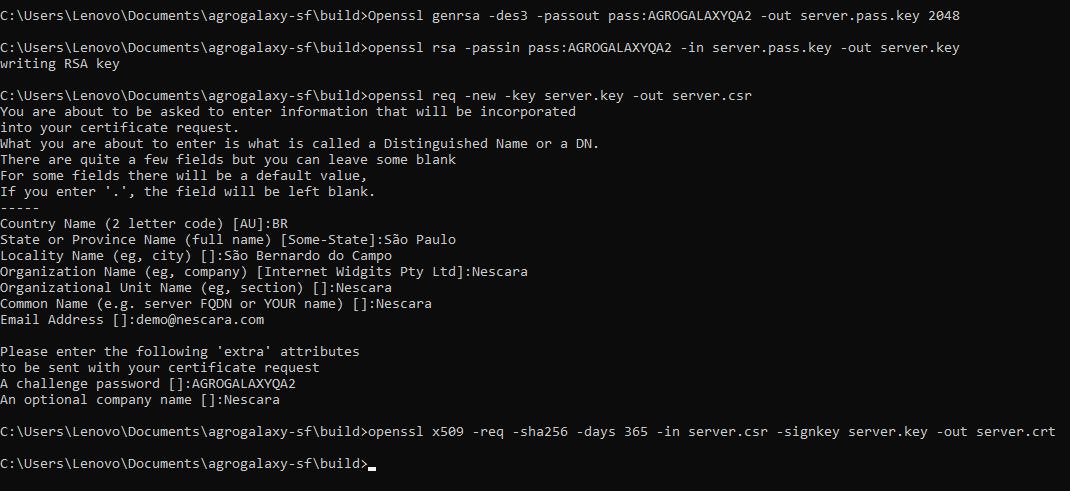 C:\Users\Lenovo\Documents\agrogalaxy-sf\build>Openssl genrsa -des3 -passout pass:AGROGALAXYQA2 -out server.pass.key 2048
C:\Users\Lenovo\Documents\agrogalaxy-sf\build>openssl rsa -passin pass:AGROGALAXYQA2 -in server.pass.key -out server.key
writing RSA key
C:\Users\Lenovo\Documents\agrogalaxy-sf\build>openssl req -new -key server.key -out server.csr
You are about to be asked to enter information that will be incorporated
into your certificate request.
What you are about to enter is what is called a Distinguished Name or a DN.
There are quite a few fields but you can leave some blank
For some fields there will be a default value,
If you enter '.', the field will be left blank.
-----
Country Name (2 letter code) [AU]:BR
State or Province Name (full name) [Some-State]:São Paulo
Locality Name (eg, city) []:São Bernardo do Campo
Organization Name (eg, company) [Internet Widgits Pty Ltd]:Nescara
Organizational Unit Name (eg, section) []:Nescara
Common Name (e.g. server FQDN or YOUR name) []:Nescara
Email Address []:demo@nescara.com
Please enter the following 'extra' attributes
to be sent with your certificate request
A challenge password []:AGROGALAXYQA2
An optional company name []:Nescara
C:\Users\Lenovo\Documents\agrogalaxy-sf\build>openssl x509 -req -sha256 -days 365 -in server.csr -signkey server.key -out server.crt
C:\Users\Lenovo\Documents\agrogalaxy-sf\build>